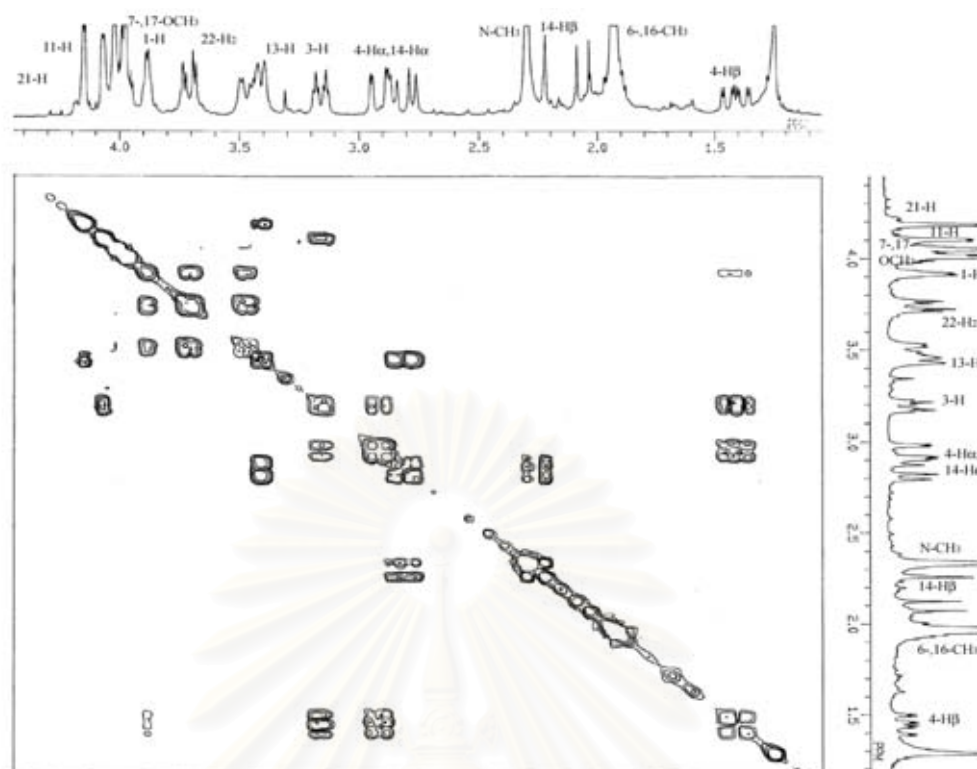 7-,17-OCH3
11-H
1-H
22-H2
21-H
13-H
3-H
4-Hα,14-Hα
N-CH3
14-Hβ
6-,16-CH3
4-Hβ
4.0
3.5
3.0
2.5
2.0
1.5
21-H
11-H
7-,17
OCH3
4.0
1-H
22-H2
3.5
13-H
3-H
3.0
4-Hα
14-Hα
2.5
N-CH3
14-Hβ
2.0
6-,16-CH3
1.5
4-Hβ
PPM